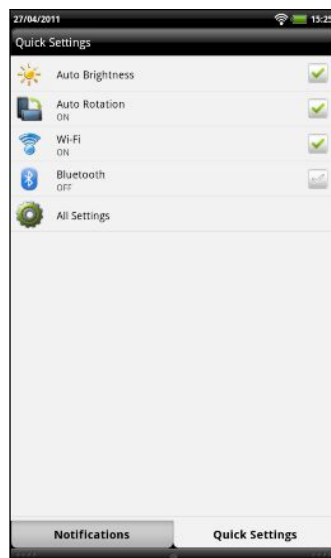 27/04/2011 15:25
Quick Settings
Auto Brightness
Auto Rotation
ON
Wi-Fi
ON
Bluetooth
OFF
All Settings
Notifications Quick Settings